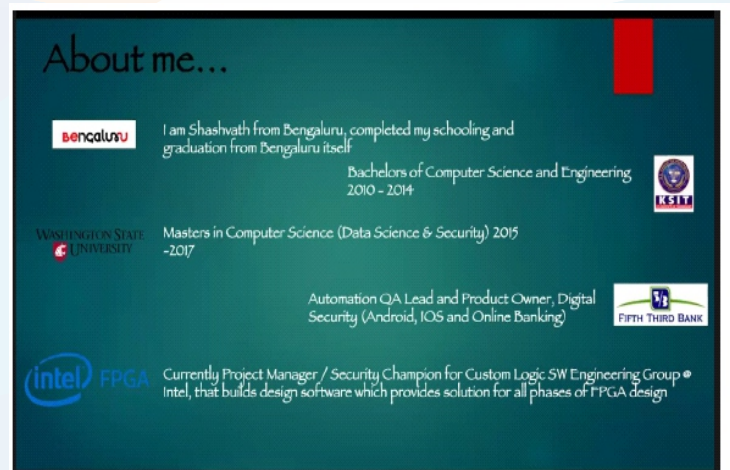 About me...
Bengaluru
I am Shashvath from Bengaluru, completed my schooling and
graduation from Bengaluru itself
Bachelors of Computer Science and Engineering
2010 - 2014
KSIT
WASHINGTON STATE
UNIVERSITY
Masters in Computer Science (Data Science & Security) 2015
-2017
Automation QA Lead and Product Owner, Digital
Security (Android, IOS and Online Banking)
5/3
FIFTH THIRD BANK
intel FPGA
Currently Project Manager / Security Champion for Custom Logic SW Engineering Group @
Intel, that builds design software which provides solution for all phases of FPGA design